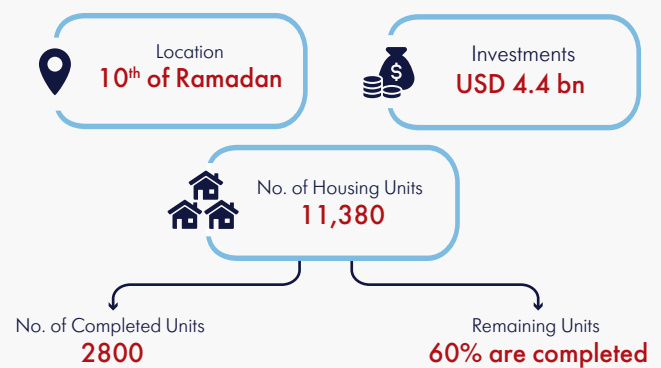 Location
10th of Ramadan
Investments
USD 4.4 bn
$
No. of Housing Units
11,380
No. of Completed Units
2800
Remaining Units
60% are completed